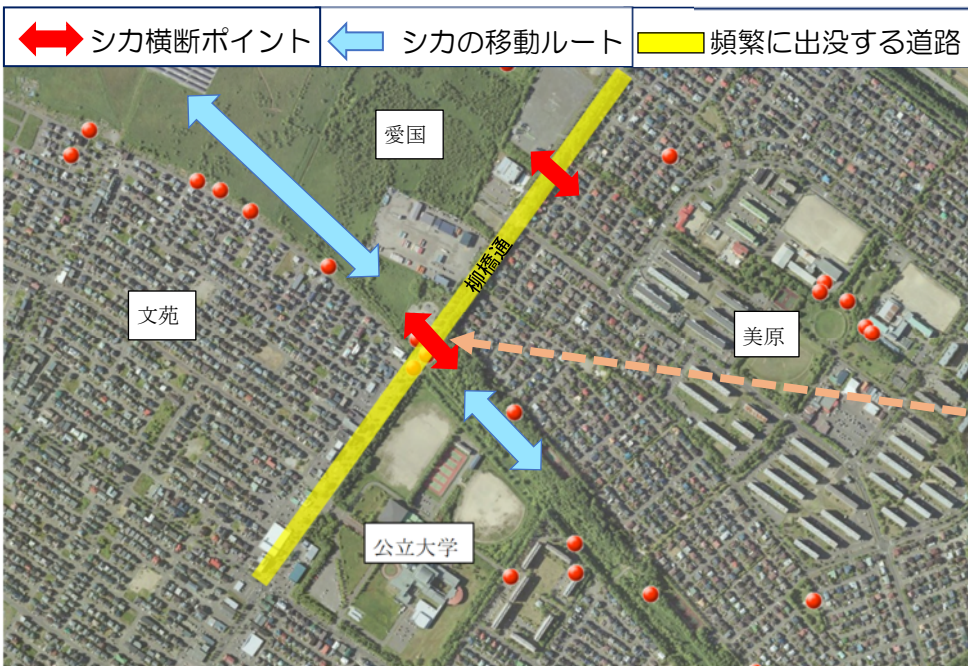 シカ横断ポイント
シカの移動ルート
頻繁に出没する道路
愛国
柳橋通
文苑
美原
公立大学